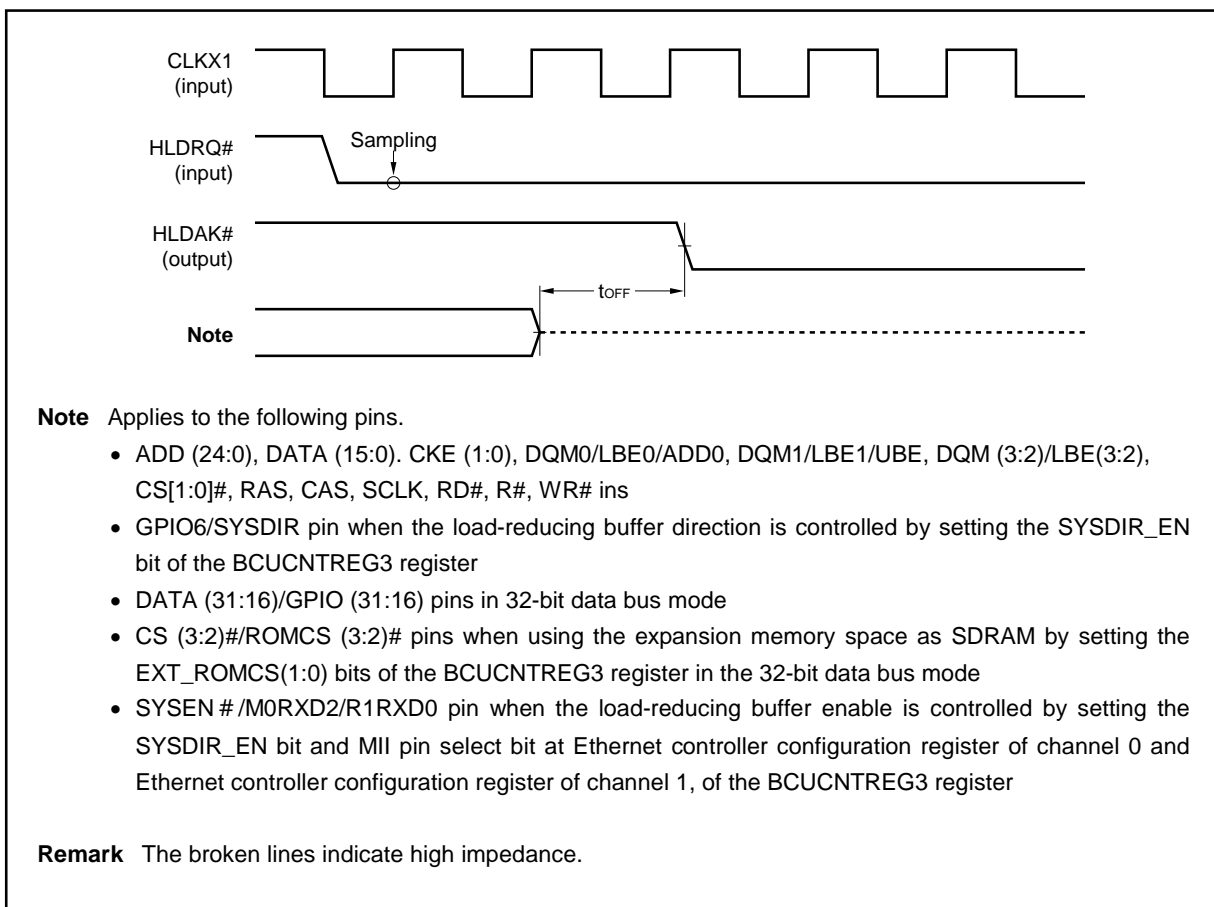 CLKX1
(input)
HLDRQ#
(input)
Sampling
HLDAK#
(output)
tOFF
Note
Note Applies to the following pins.
• ADD (24:0), DATA (15:0). CKE (1:0), DQM0/LBE0/ADD0, DQM1/LBE1/UBE, DQM (3:2)/LBE(3:2),
CS[1:0]#, RAS, CAS, SCLK, RD#, R#, WR# ins
• GPIO6/SYSDIR pin when the load-reducing buffer direction is controlled by setting the SYSDIR_EN
bit of the BCUCNTREG3 register
• DATA (31:16)/GPIO (31:16) pins in 32-bit data bus mode
• CS (3:2)#/ROMCS (3:2)# pins when using the expansion memory space as SDRAM by setting the
EXT_ROMCS(1:0) bits of the BCUCNTREG3 register in the 32-bit data bus mode
• SYSEN # /M0RXD2/R1RXD0 pin when the load-reducing buffer enable is controlled by setting the
SYSDIR_EN bit and MII pin select bit at Ethernet controller configuration register of channel 0 and
Ethernet controller configuration register of channel 1, of the BCUCNTREG3 register
Remark The broken lines indicate high impedance.